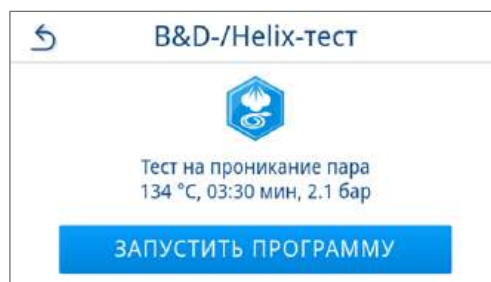 B&D-/Helix-тест
Тест на проникание пара
134 °C, 03:30 мин, 2.1 бар
ЗАПУСТИТЬ ПРОГРАММУ